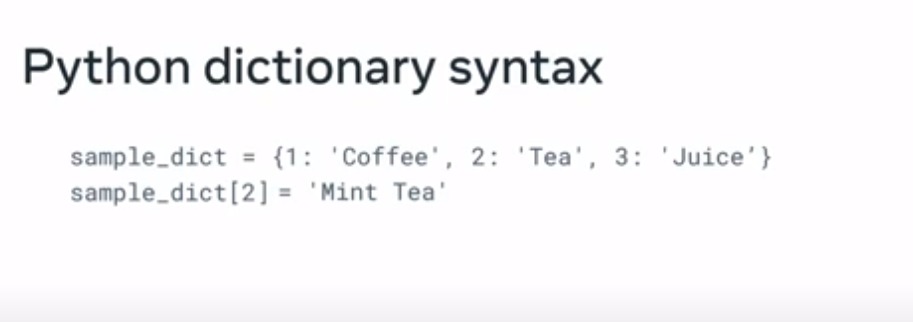 Python dictionary syntax
sample_dict = {1: 'Coffee', 2: 'Tea', 3: 'Juice’}
sample_dict[2] = 'Mint Tea'